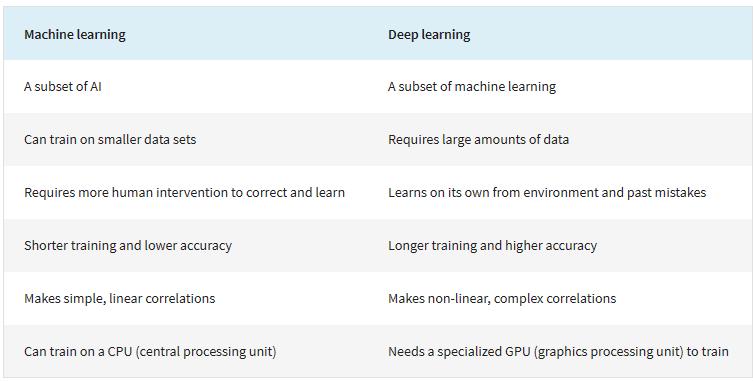 Machine learning Deep learning
A subset of AI A subset of machine learning
Can train on smaller data sets Requires large amounts of data
Requires more human intervention to correct and learn Learns on its own from environment and past mistakes
Shorter training and lower accuracy Longer training and higher accuracy
Makes simple, linear correlations Makes non-linear, complex correlations
Can train on a CPU (central processing unit) Needs a specialized GPU (graphics processing unit) to train